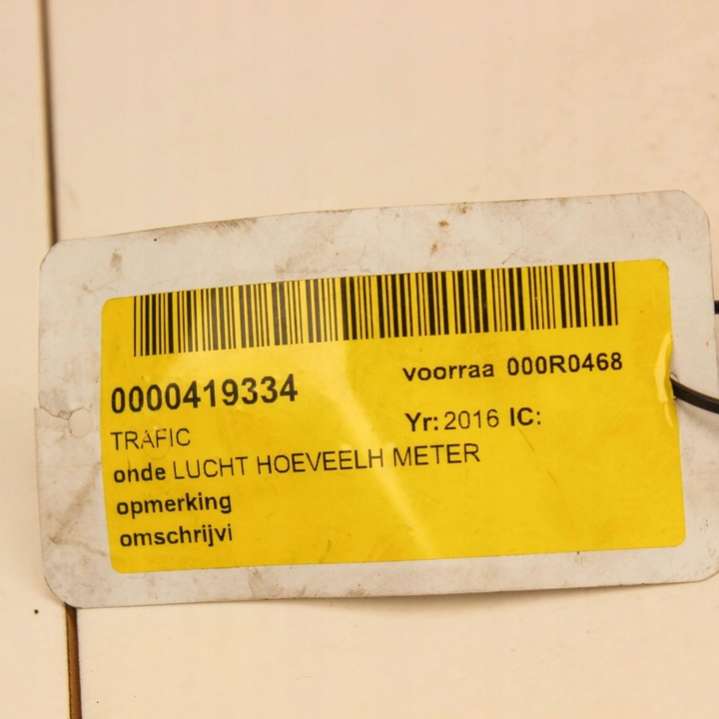 0000419334 voorraa 000R0468
TRAFIC Yr: 2016 IC:
onde LUCHT HOEVEELH METER
opmerking
omschrijvi